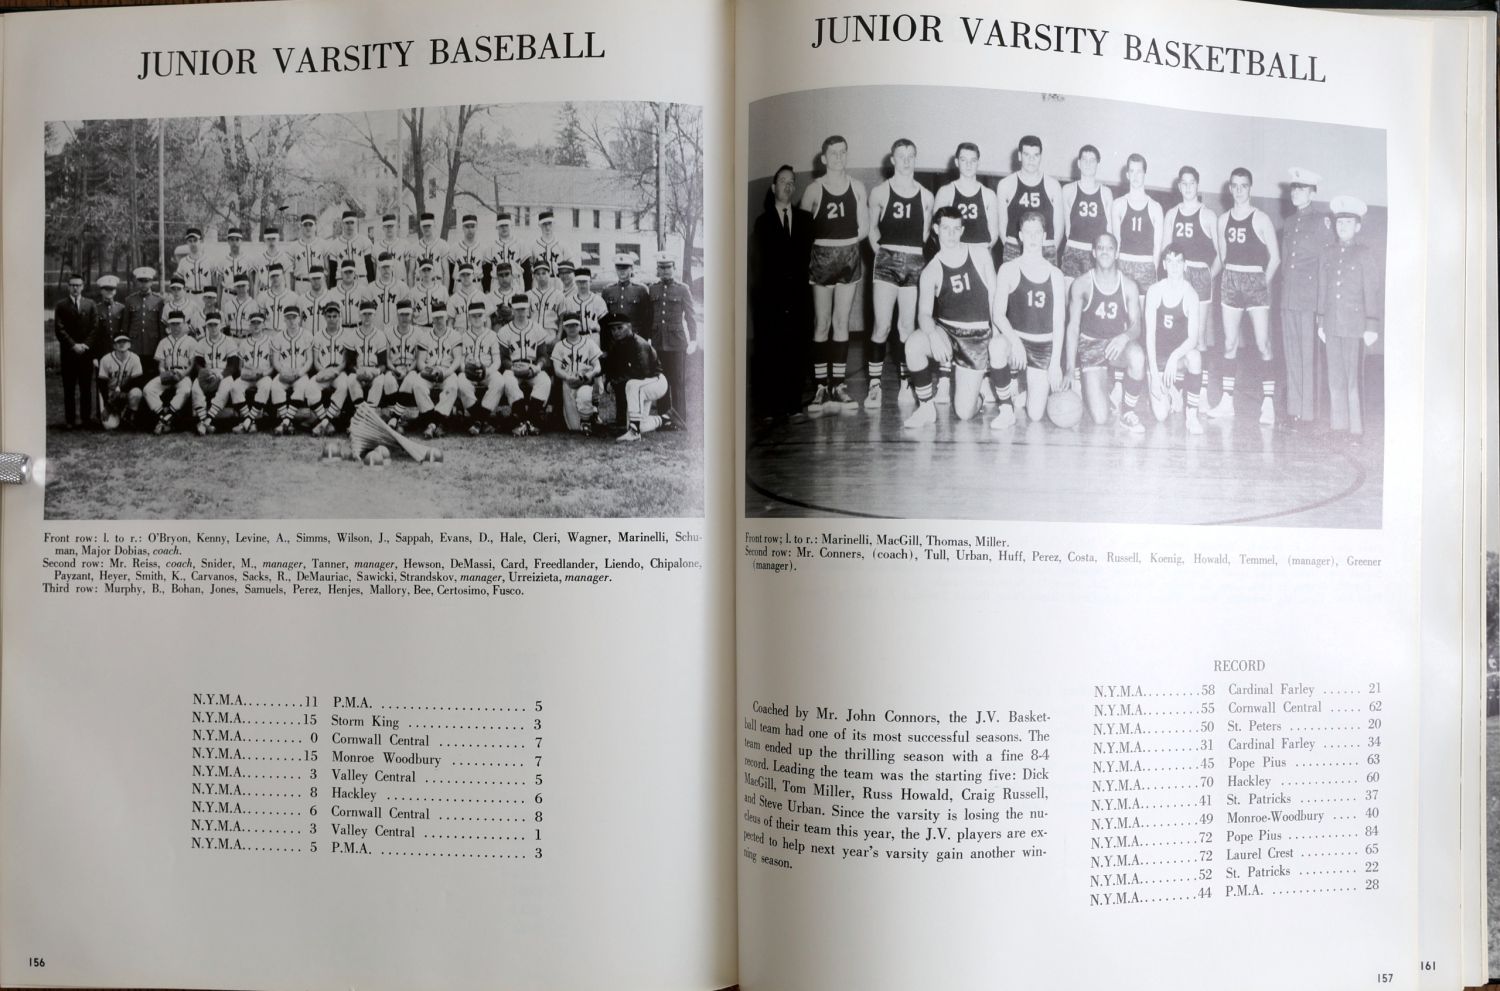 JUNIOR VARSITY BASEBALL
Front row: l. to r.: O'Bryon, Kenny, Levine, A., Simms, Wilson, J., Sappah, Evans, D., Hale, Cleri, Wagner, Marinelli, Schu-
man, Major Dobias, coach.
Second row: Mr. Reiss, coach, Snider, M., manager, Tanner, manager, Hewson, DeMassi, Card, Freedlander, Liendo, Chipalone,
Payzant, Heyer, Smith, K., Carvanos, Sacks, R., DeMauriac, Sawicki, Strandskov, manager, Urreizieta, manager.
Third row: Murphy, B., Bohan, Jones, Samuels, Perez, Henjes, Mallory, Bee, Certosimo, Fusco.
N.Y.M.A.........11 P.M.A. .................... 5
N.Y.M.A.........15 Storm King ................ 3
N.Y.M.A......... 0 Cornwall Central ............ 7
N.Y.M.A.........15 Monroe Woodbury .......... 7
N.Y.M.A......... 3 Valley Central .............. 5
N.Y.M.A......... 8 Hackley ................... 6
N.Y.M.A......... 6 Cornwall Central ............ 8
N.Y.M.A......... 3 Valley Central .............. 1
N.Y.M.A......... 5 P.M.A. .................... 3
156
JUNIOR VARSITY BASKETBALL
21 31 23 45 33 11 25 35
51 13 43 5
Front row; l. to r.: Marinelli, MacGill, Thomas, Miller.
Second row: Mr. Conners, (coach), Tull, Urban, Huff, Perez, Costa, Russell, Koenig, Howald, Temmel, (manager), Greener
(manager).
Coached by Mr. John Connors, the J.V. Basket-
ball team had one of its most successful seasons. The
team ended up the thrilling season with a fine 8-4
record. Leading the team was the starting five: Dick
MacGill, Tom Miller, Russ Howald, Craig Russell,
and Steve Urban. Since the varsity is losing the nu-
cleus of their team this year, the J.V. players are ex-
pected to help next year's varsity gain another win-
ning season.
RECORD
N.Y.M.A.........58 Cardinal Farley ...... 21
N.Y.M.A.........55 Cornwall Central ..... 62
N.Y.M.A.........50 St. Peters ........... 20
N.Y.M.A.........31 Cardinal Farley ...... 34
N.Y.M.A.........45 Pope Pius ........... 63
N.Y.M.A.........70 Hackley ............ 60
N.Y.M.A.........41 St. Patricks ......... 37
N.Y.M.A.........49 Monroe-Woodbury .... 40
N.Y.M.A.........72 Pope Pius ........... 84
N.Y.M.A.........72 Laurel Crest ......... 65
N.Y.M.A.........52 St. Patricks ......... 22
N.Y.M.A.........44 P.M.A. ............. 28
157
161